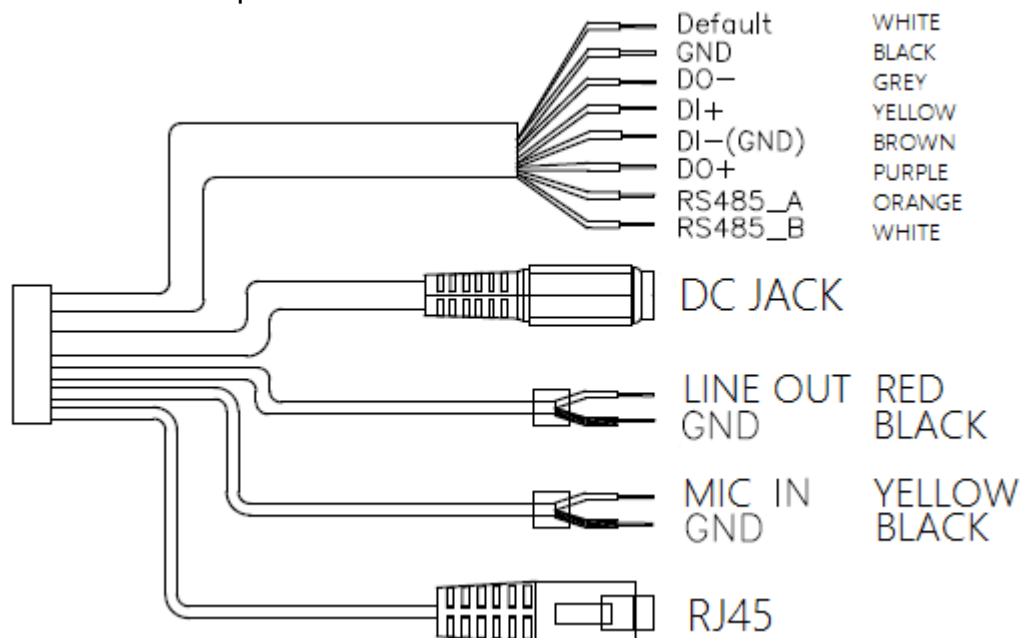 Default WHITE
GND BLACK
DO- GREY
DI+ YELLOW
DI-(GND) BROWN
DO+ PURPLE
RS485_A ORANGE
RS485_B WHITE
DC JACK
LINE OUT RED
GND BLACK
MIC IN YELLOW
GND BLACK
RJ45